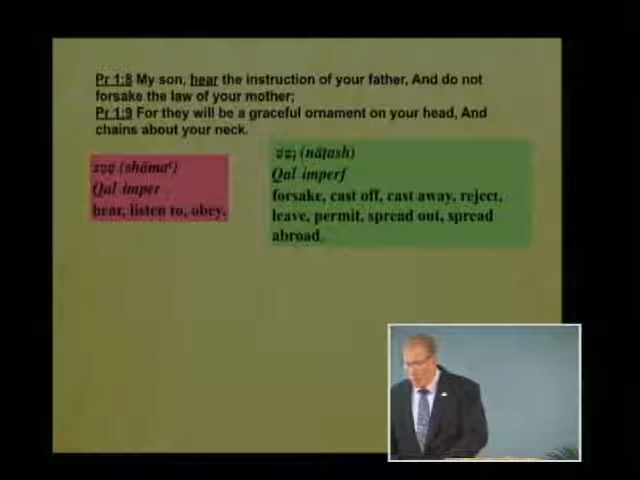 Pr 1:8 My son, hear the instruction of your father, And do not
forsake the law of your mother;
Pr 1:9 For they will be a graceful ornament on your head, And
chains about your neck.
(shāmaʿ)
Qal imper
hear, listen to, obey.
(nāṭash)
Qal imperf
forsake, cast off, cast away, reject,
leave, permit, spread out, spread
abroad.